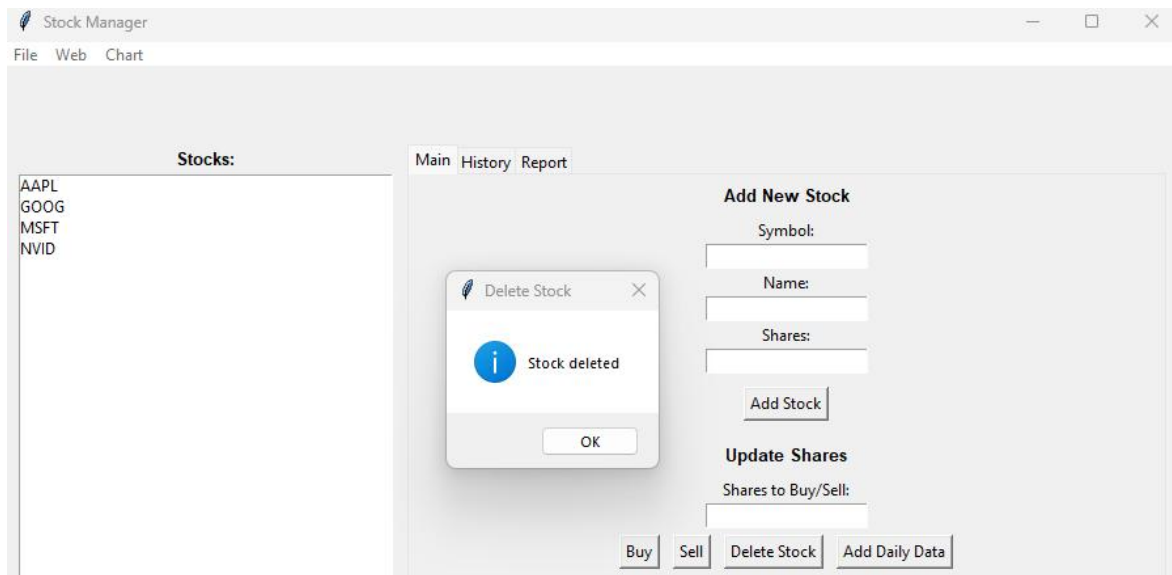 Stock Manager
File Web Chart
Stocks:
AAPL
GOOG
MSFT
NVID
Main History Report
Add New Stock
Symbol:
Name:
Shares:
Add Stock
Update Shares
Shares to Buy/Sell:
Buy Sell Delete Stock Add Daily Data
Delete Stock
Stock deleted
OK